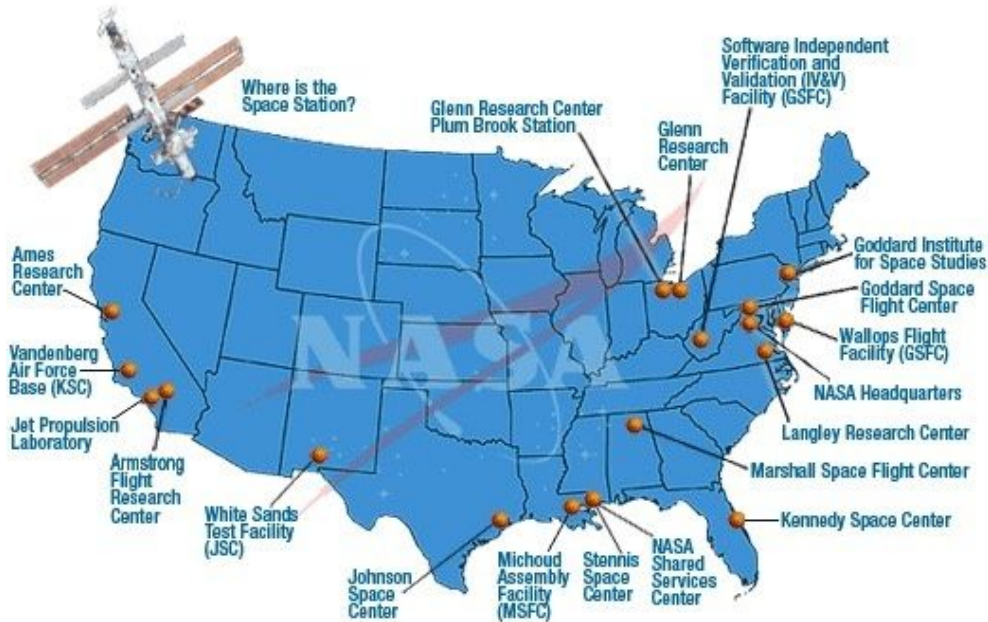 Where is the
Space Station?
Software Independent
Verification and
Validation (IV&V)
Facility (GSFC)
Glenn Research Center
Plum Brook Station
Glenn
Research
Center
Ames
Research
Center
Goddard Institute
for Space Studies
Goddard Space
Flight Center
Vandenberg
Air Force
Base (KSC)
Wallops Flight
Facility (GSFC)
NASA
NASA Headquarters
Jet Propulsion
Laboratory
Langley Research Center
Armstrong
Flight
Research
Center
Marshall Space Flight Center
White Sands
Test Facility
(JSC)
Kennedy Space Center
Johnson
Space
Center
Michoud
Assembly
Facility
(MSFC)
Stennis
Space
Center
NASA
Shared
Services
Center